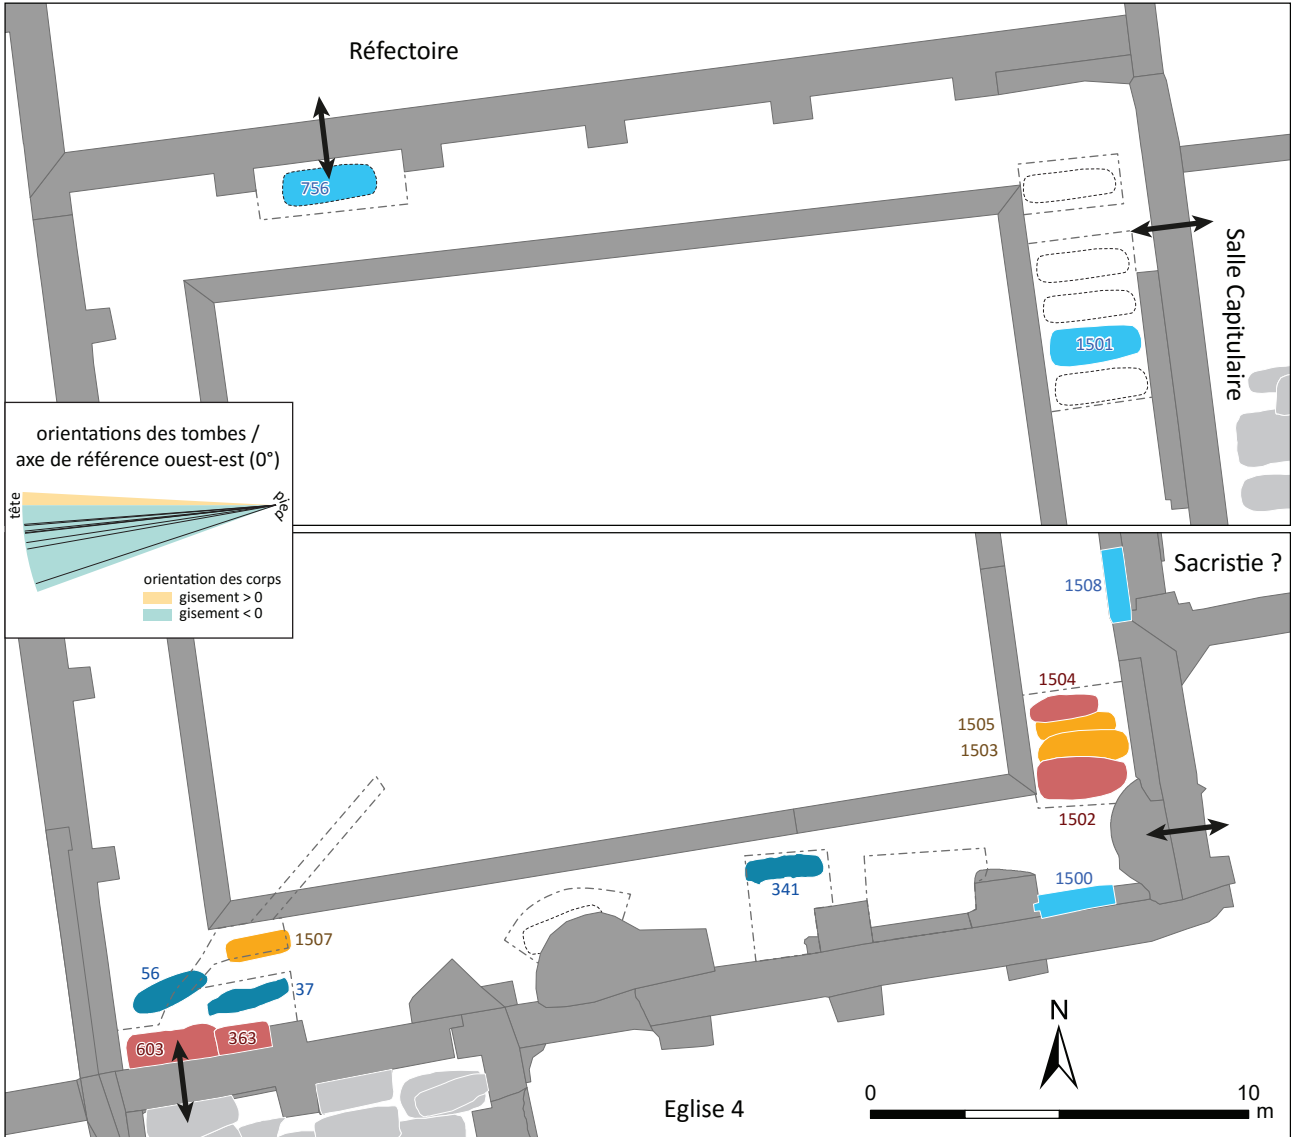 Réfectoire
756
Salle Capitulaire
1501
orientations des tombes /
axe de référence ouest-est (0°)
tête
pied
orientation des corps
gisement > 0
gisement < 0
Sacristie ?
1508
1504
1505
1503
1502
1500
341
1507
56
37
603
363
Eglise 4
N
0
10
m